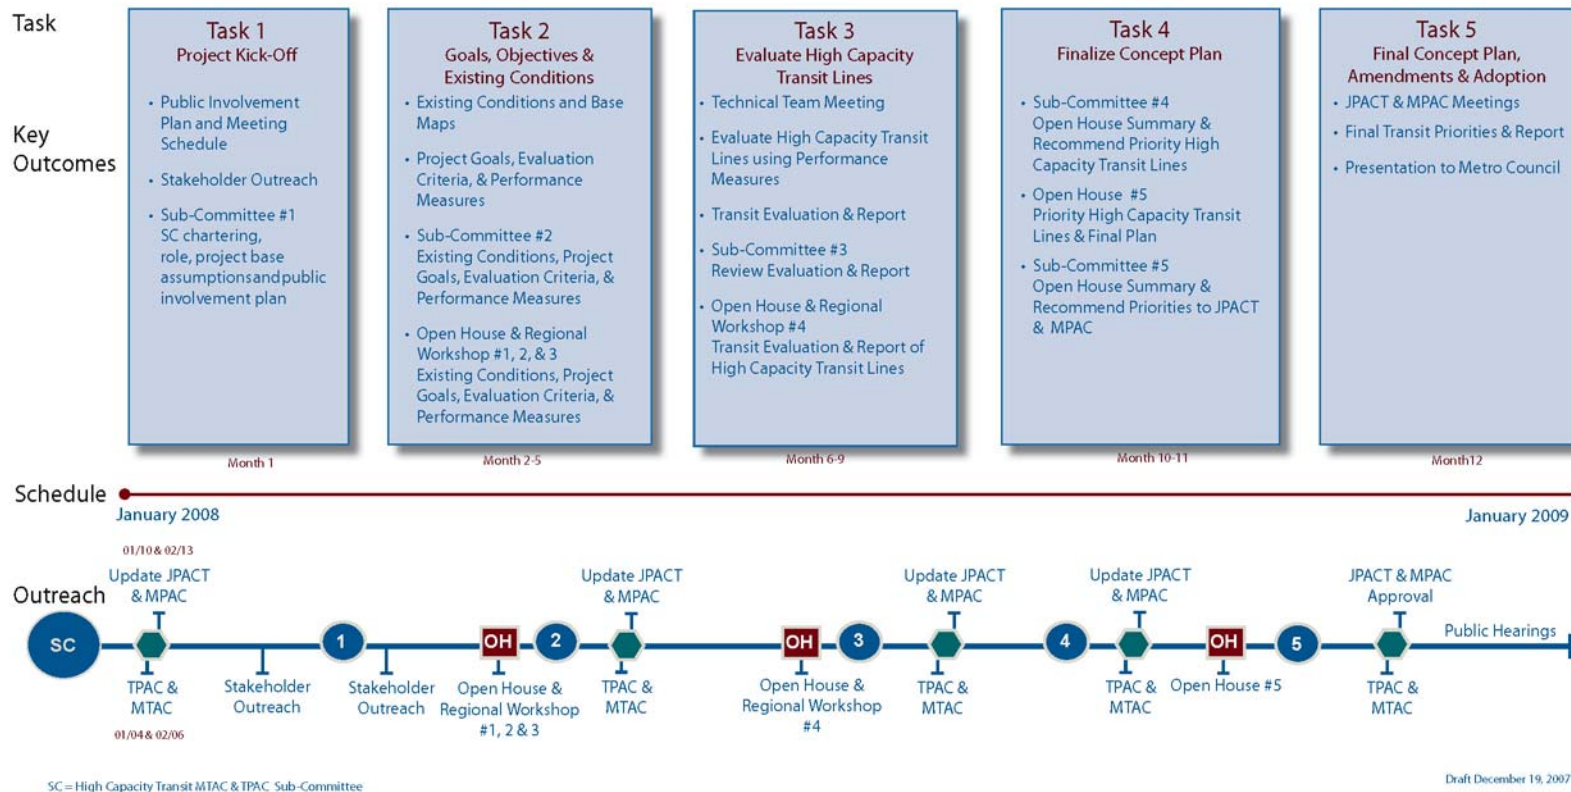 Task
Key
Outcomes
Task 1
Project Kick-Off
• Public Involvement
Plan and Meeting
Schedule
• Stakeholder Outreach
• Sub-Committee #1
SC chartering,
role, project base
assumptionsandpublic
involvement plan
Month 1
Task 2
Goals, Objectives &
Existing Conditions
• Existing Conditions and Base
Maps
• Project Goals, Evaluation
Criteria, & Performance
Measures
• Sub-Committee #2
Existing Conditions, Project
Goals, Evaluation Criteria, &
Performance Measures
• Open House & Regional
Workshop #1, 2, & 3
Existing Conditions, Project
Goals, Evaluation Criteria, &
Performance Measures
Month 2-5
Task 3
Evaluate High Capacity
Transit Lines
• Technical Team Meeting
• Evaluate High Capacity Transit
Lines using Performance
Measures
• Transit Evaluation & Report
• Sub-Committee #3
Review Evaluation & Report
• Open House & Regional
Workshop #4
Transit Evaluation & Report of
High Capacity Transit Lines
Month 6-9
Task 4
Finalize Concept Plan
• Sub-Committee #4
Open House Summary &
Recommend Priority High
Capacity Transit Lines
• Open House #5
Priority High Capacity Transit
Lines & Final Plan
• Sub-Committee #5
Open House Summary &
Recommend Priorities to JPACT
& MPAC
Month 10-11
Task 5
Final Concept Plan,
Amendments & Adoption
• JPACT & MPAC Meetings
• Final Transit Priorities & Report
• Presentation to Metro Council
Month12
Schedule
January 2008
January 2009
Outreach
01/10 & 02/13
Update JPACT
& MPAC
Update JPACT
& MPAC
Update JPACT
& MPAC
Update JPACT
& MPAC
JPACT & MPAC
Approval
SC
1
OH
2
OH
3
4
OH
5
Public Hearings
TPAC &
MTAC
01/04 & 02/06
Stakeholder
Outreach
Stakeholder
Outreach
Open House &
Regional Workshop
#1, 2 & 3
TPAC &
MTAC
Open House &
Regional Workshop
#4
TPAC &
MTAC
TPAC &
MTAC
Open House #5
TPAC &
MTAC
SC = High Capacity Transit MTAC & TPAC Sub-Committee
Draft December 19, 2007